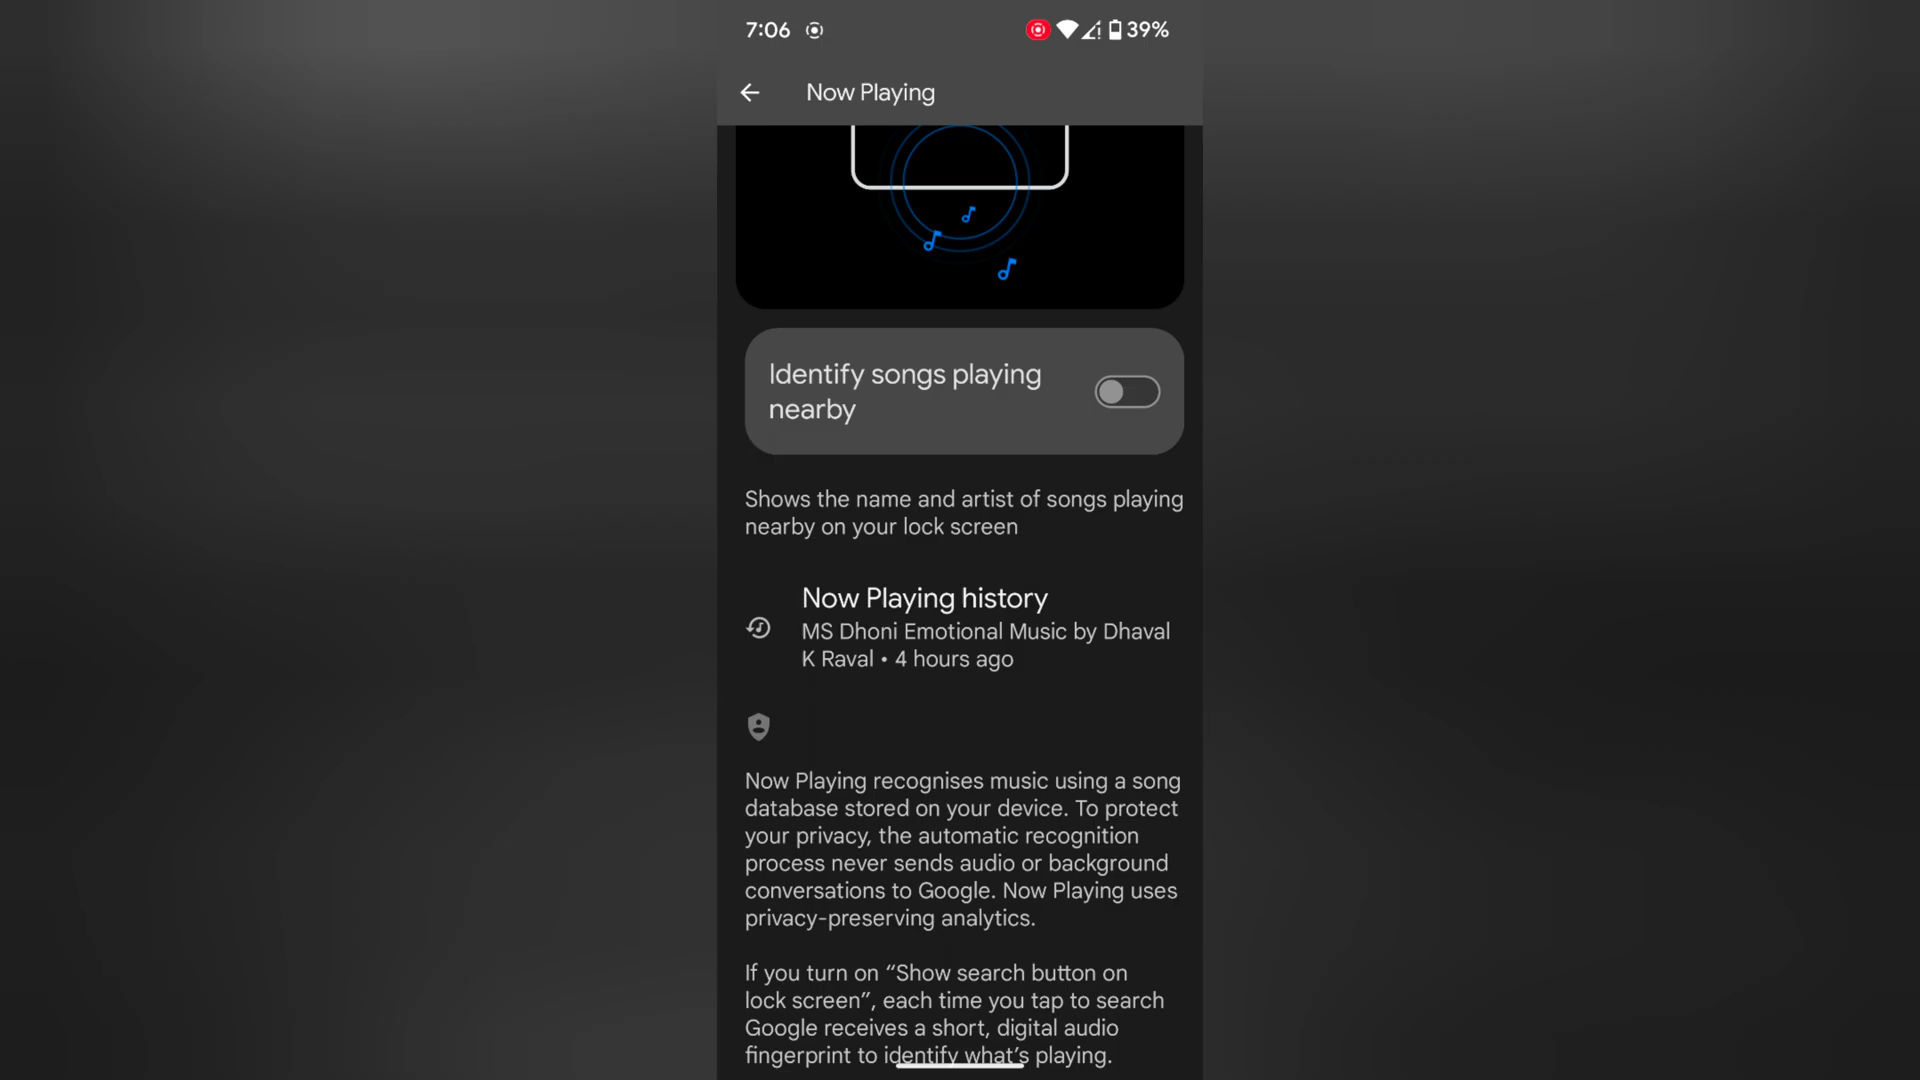 7:06
39%
Now Playing
Identify songs playing
nearby
Shows the name and artist of songs playing
nearby on your lock screen
Now Playing history
MS Dhoni Emotional Music by Dhaval
K Raval • 4 hours ago
Now Playing recognises music using a song
database stored on your device. To protect
your privacy, the automatic recognition
process never sends audio or background
conversations to Google. Now Playing uses
privacy-preserving analytics.
If you turn on “Show search button on
lock screen”, each time you tap to search
Google receives a short, digital audio
fingerprint to identify what’s playing.